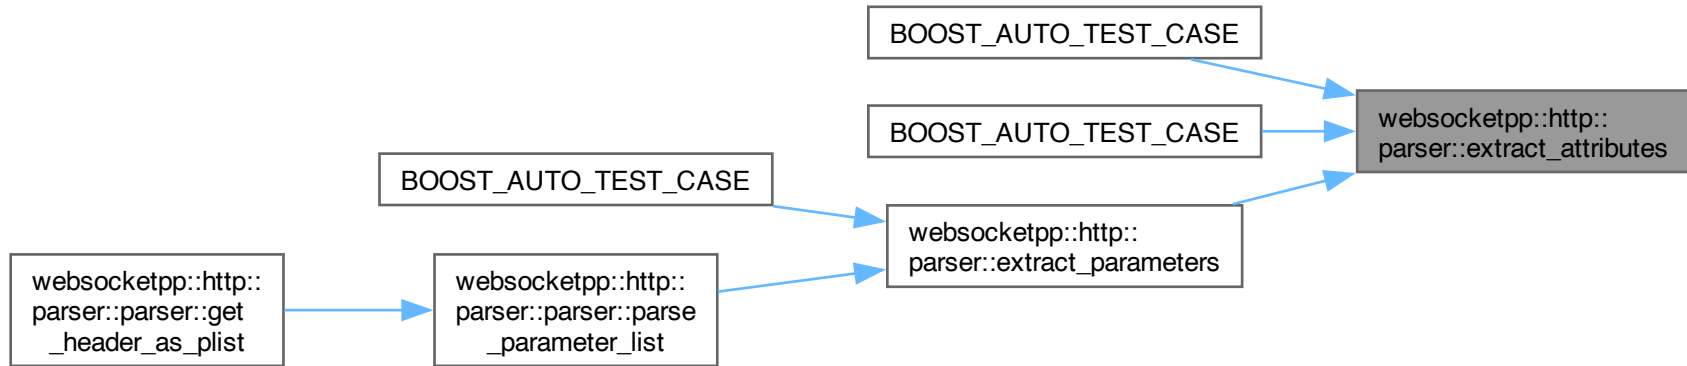 BOOST_AUTO_TEST_CASE
BOOST_AUTO_TEST_CASE
websocketpp::http::
parser::extract_attributes
BOOST_AUTO_TEST_CASE
websocketpp::http::
parser::extract_parameters
websocketpp::http::
parser::parser::get
_header_as_plist
websocketpp::http::
parser::parser::parse
_parameter_list